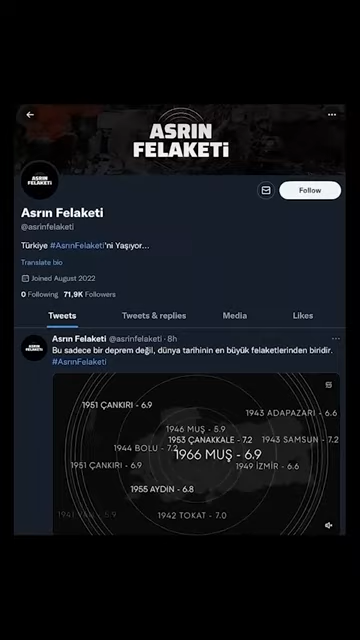 ASRIN
FELAKETİ
ASRIN
FELAKETİ
Follow
Asrın Felaketi
@asrinfelaketi
Türkiye #AsrınFelaketi'ni Yaşıyor...
Translate bio
Joined August 2022
0 Following 71,9K Followers
Tweets Tweets & replies Media Likes
Asrın Felaketi @asrinfelaketi · 8h
Bu sadece bir deprem değil, dünya tarihinin en büyük felaketlerinden biridir.
#AsrınFelaketi
1951 ÇANKIRI - 6.9
1943 ADAPAZARI - 6.6
1946 MUŞ - 5.9
1953 ÇANAKKALE - 7.2
1943 SAMSUN - 7.2
1944 BOLU - 7.2
1966 MUŞ - 6.9
1951 ÇANKIRI - 6.9
1949 İZMİR - 6.6
1955 AYDIN - 6.8
1942 TOKAT - 7.0